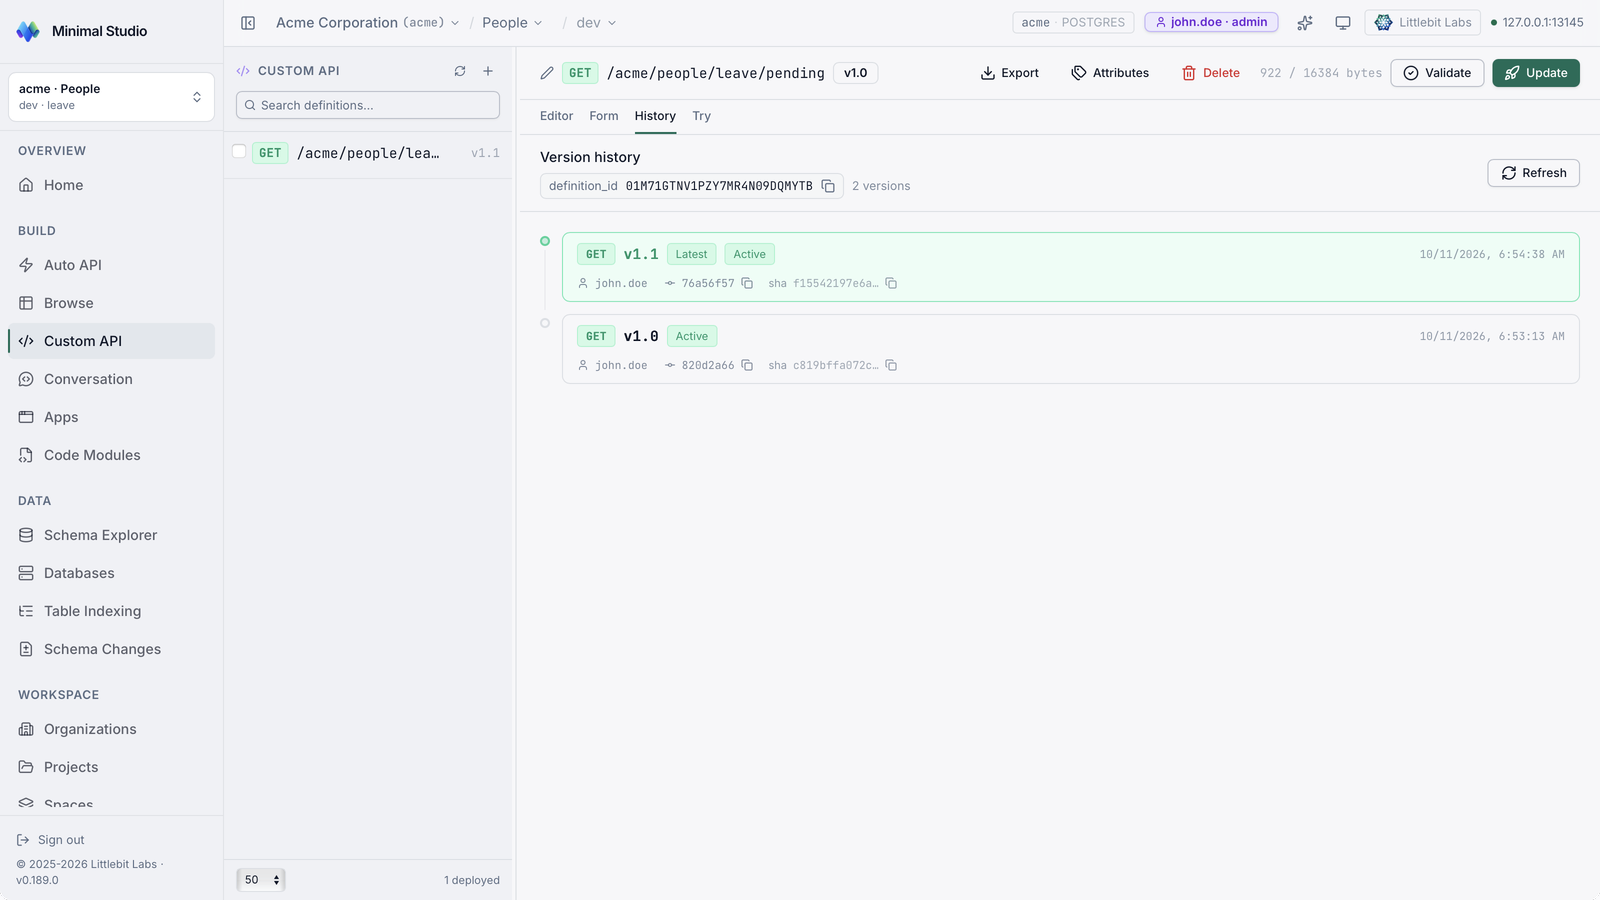 Minimal Studio
acme · People
dev · leave
OVERVIEW
Home
BUILD
Auto API
Browse
Custom API
Conversation
Apps
Code Modules
DATA
Schema Explorer
Databases
Table Indexing
Schema Changes
WORKSPACE
Organizations
Projects
Spaces
Sign out
© 2025-2026 Littlebit Labs ·
v0.189.0
Acme Corporation (acme) / People / dev
acme · POSTGRES
john.doe · admin
Littlebit Labs
127.0.0.1:13145
CUSTOM API
Search definitions...
GET /acme/people/lea… v1.1
50
1 deployed
GET /acme/people/leave/pending v1.0
Export
Attributes
Delete
922 / 16384 bytes
Validate
Update
Editor Form History Try
Version history
definition_id 01M71GTNV1PZY7MR4N09DQMYTB 2 versions
Refresh
GET v1.1 Latest Active 10/11/2026, 6:54:38 AM
john.doe 76a56f57 sha f15542197e6a…
GET v1.0 Active 10/11/2026, 6:53:13 AM
john.doe 820d2a66 sha c819bffa072c…